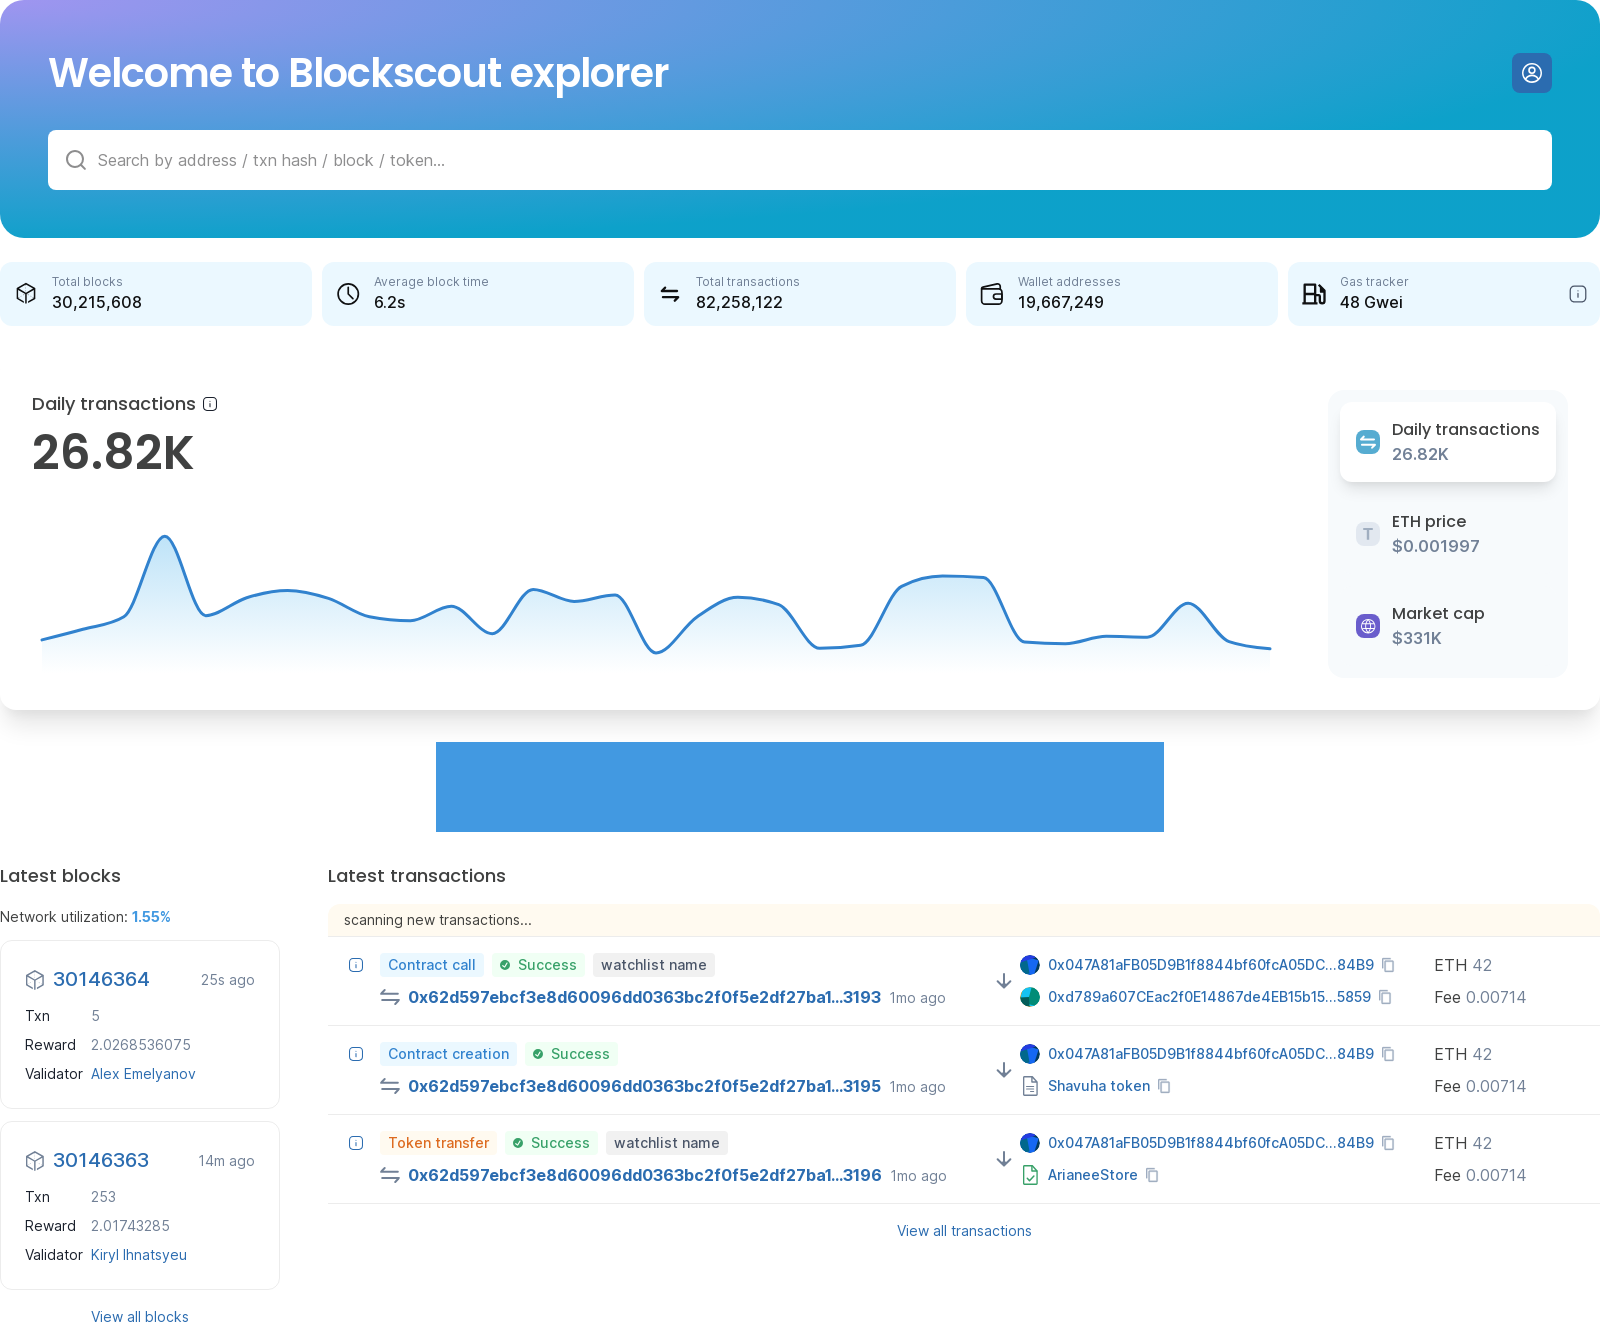 Welcome to Blockscout explorer
Search by address / txn hash / block / token...
Total blocks
30,215,608
Average block time
6.2s
Total transactions
82,258,122
Wallet addresses
19,667,249
Gas tracker
48 Gwei
Daily transactions
26.82K
Daily transactions
26.82K
T
ETH price
$0.001997
Market cap
$331K
Latest blocks
Network utilization: 1.55%
30146364 25s ago
Txn 5
Reward 2.0268536075
Validator Alex Emelyanov
30146363 14m ago
Txn 253
Reward 2.01743285
Validator Kiryl Ihnatsyeu
View all blocks
Latest transactions
scanning new transactions...
Contract call Success watchlist name
0x62d597ebcf3e8d60096dd0363bc2f0f5e2df27ba1...3193 1mo ago
0x047A81aFB05D9B1f8844bf60fcA05DC...84B9
0xd789a607CEac2f0E14867de4EB15b15...5859
ETH 42
Fee 0.00714
Contract creation Success
0x62d597ebcf3e8d60096dd0363bc2f0f5e2df27ba1...3195 1mo ago
0x047A81aFB05D9B1f8844bf60fcA05DC...84B9
Shavuha token
ETH 42
Fee 0.00714
Token transfer Success watchlist name
0x62d597ebcf3e8d60096dd0363bc2f0f5e2df27ba1...3196 1mo ago
0x047A81aFB05D9B1f8844bf60fcA05DC...84B9
ArianeeStore
ETH 42
Fee 0.00714
View all transactions